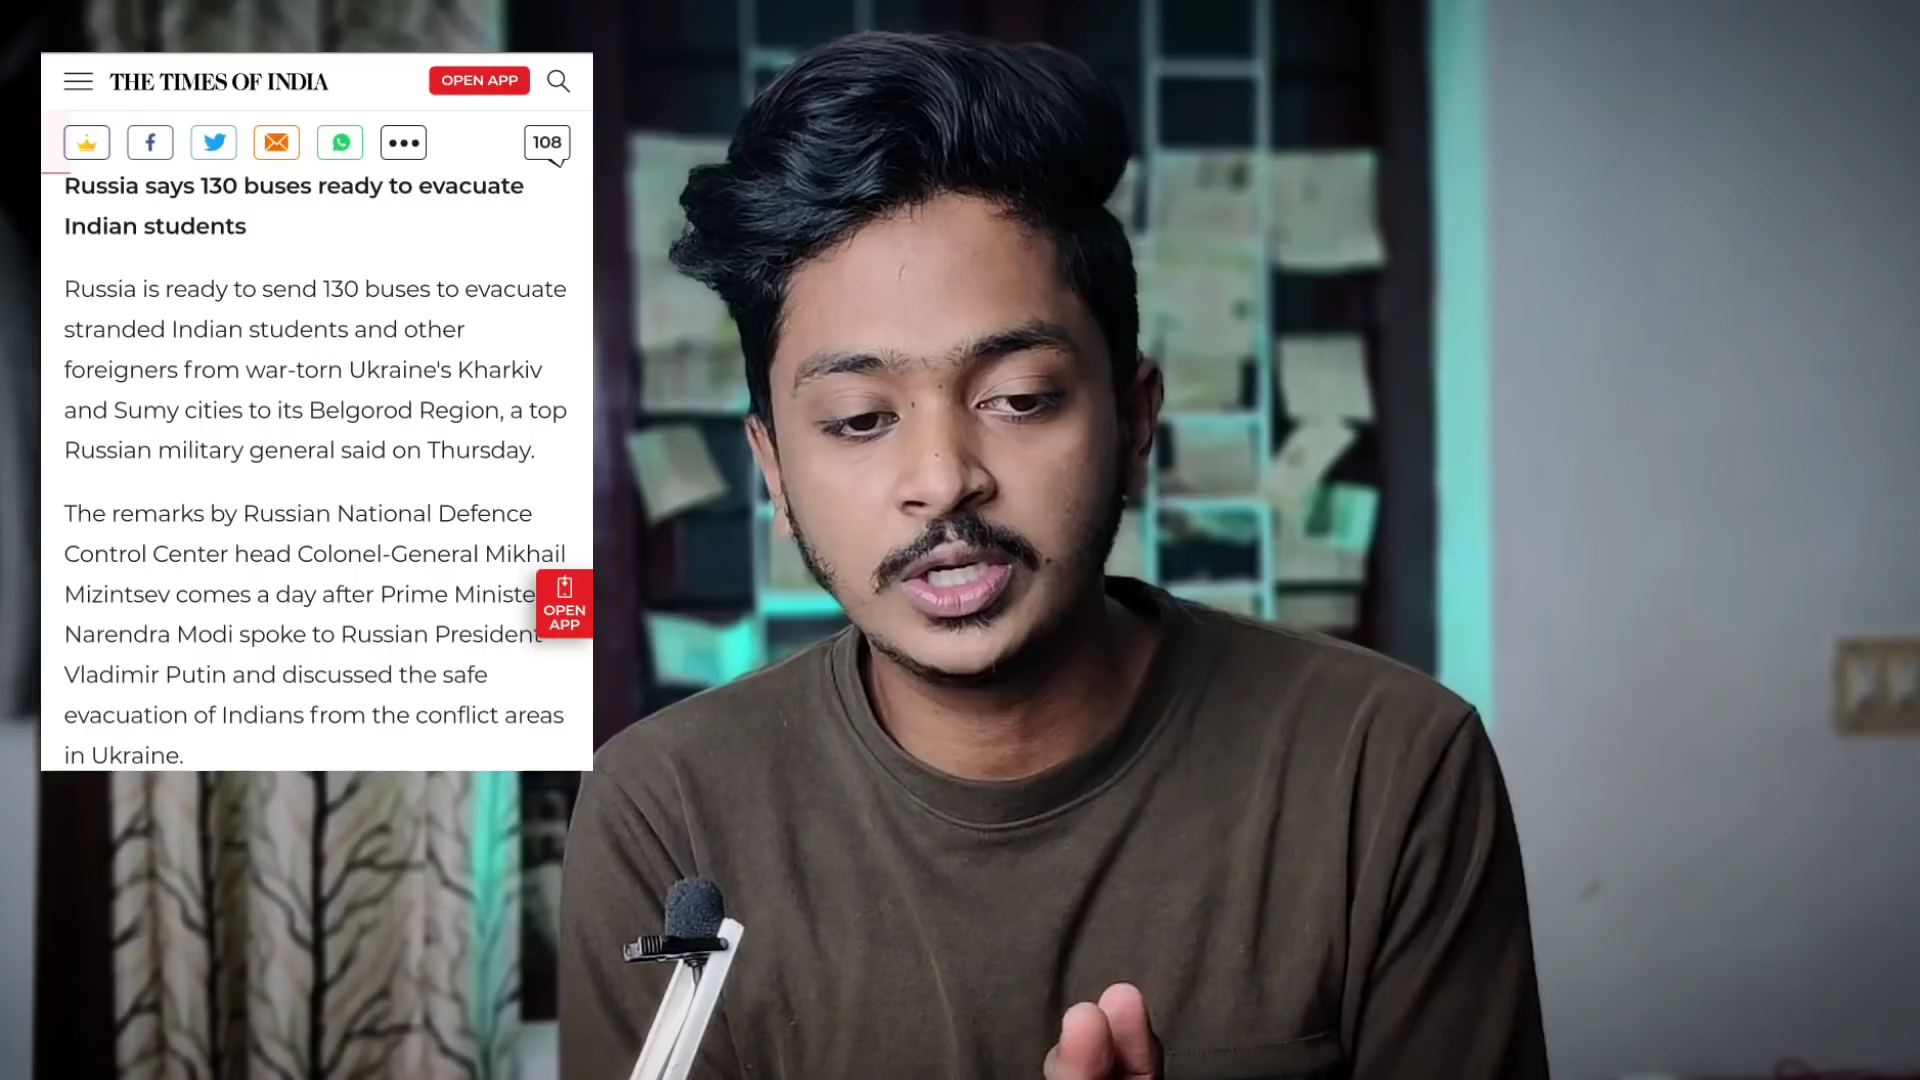 THE TIMES OF INDIA
OPEN APP
108
Russia says 130 buses ready to evacuate
Indian students
Russia is ready to send 130 buses to evacuate
stranded Indian students and other
foreigners from war-torn Ukraine's Kharkiv
and Sumy cities to its Belgorod Region, a top
Russian military general said on Thursday.
The remarks by Russian National Defence
Control Center head Colonel-General Mikhail
Mizintsev comes a day after Prime Ministe
OPEN
APP
Narendra Modi spoke to Russian President
Vladimir Putin and discussed the safe
evacuation of Indians from the conflict areas
in Ukraine.